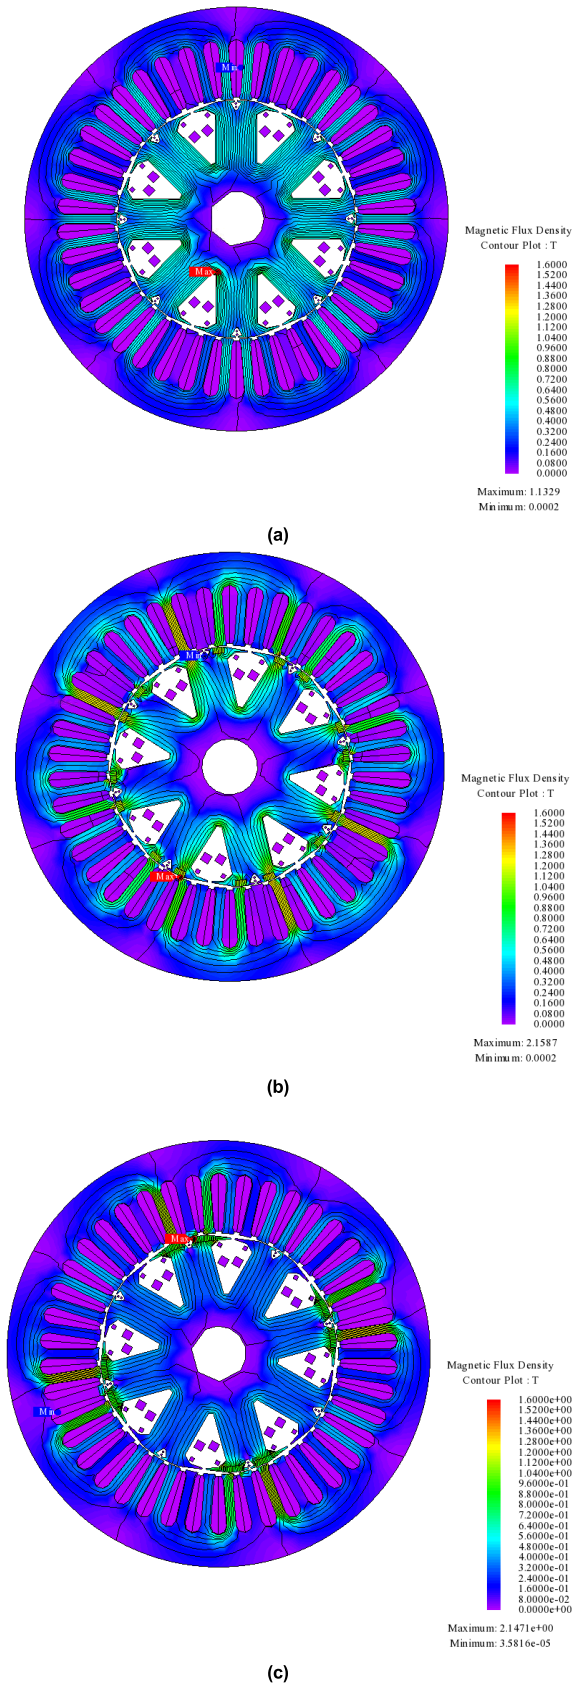 Min
Max
Magnetic Flux Density
Contour Plot : T
1.6000
1.5200
1.4400
1.3600
1.2800
1.2000
1.1200
1.0400
0.9600
0.8800
0.8000
0.7200
0.6400
0.5600
0.4800
0.4000
0.3200
0.2400
0.1600
0.0800
0.0000
Maximum: 1.1329
Minimum: 0.0002
(a)
Min
Max
Magnetic Flux Density
Contour Plot : T
1.6000
1.5200
1.4400
1.3600
1.2800
1.2000
1.1200
1.0400
0.9600
0.8800
0.8000
0.7200
0.6400
0.5600
0.4800
0.4000
0.3200
0.2400
0.1600
0.0800
0.0000
Maximum: 2.1587
Minimum: 0.0002
(b)
Max
Min
Magnetic Flux Density
Contour Plot : T
1.6000e+00
1.5200e+00
1.4400e+00
1.3600e+00
1.2800e+00
1.2000e+00
1.1200e+00
1.0400e+00
9.6000e-01
8.8000e-01
8.0000e-01
7.2000e-01
6.4000e-01
5.6000e-01
4.8000e-01
4.0000e-01
3.2000e-01
2.4000e-01
1.6000e-01
8.0000e-02
0.0000e+00
Maximum: 2.1471e+00
Minimum: 3.5816e-05
(c)